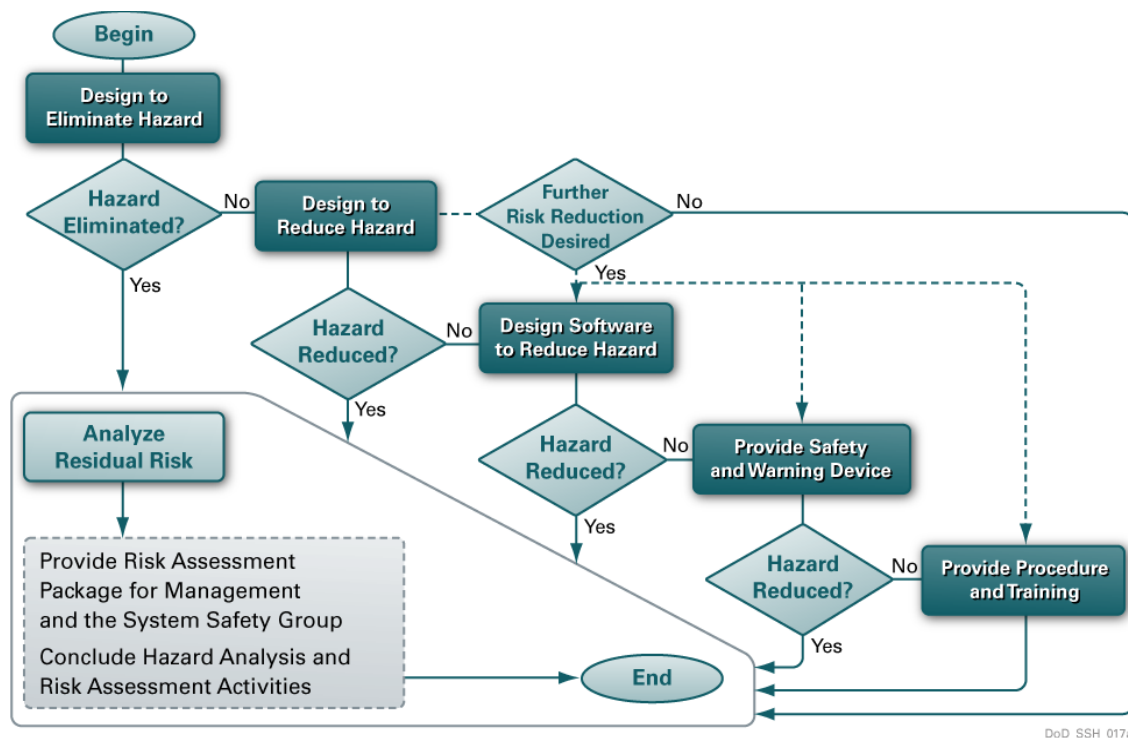 Begin
Design to
Eliminate Hazard
Hazard
Eliminated?
No
Yes
Design to
Reduce Hazard
Further
Risk Reduction
Desired
No
Yes
Hazard
Reduced?
No
Yes
Design Software
to Reduce Hazard
Hazard
Reduced?
No
Yes
Provide Safety
and Warning Device
Hazard
Reduced?
No
Yes
Provide Procedure
and Training
Analyze
Residual Risk
Provide Risk Assessment
Package for Management
and the System Safety Group
Conclude Hazard Analysis and
Risk Assessment Activities
End